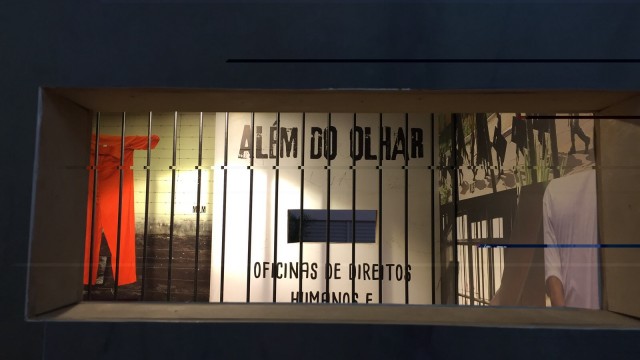 ALÉM DO OLHAR
OFICINAS DE DIREITOS
HUMANOS E